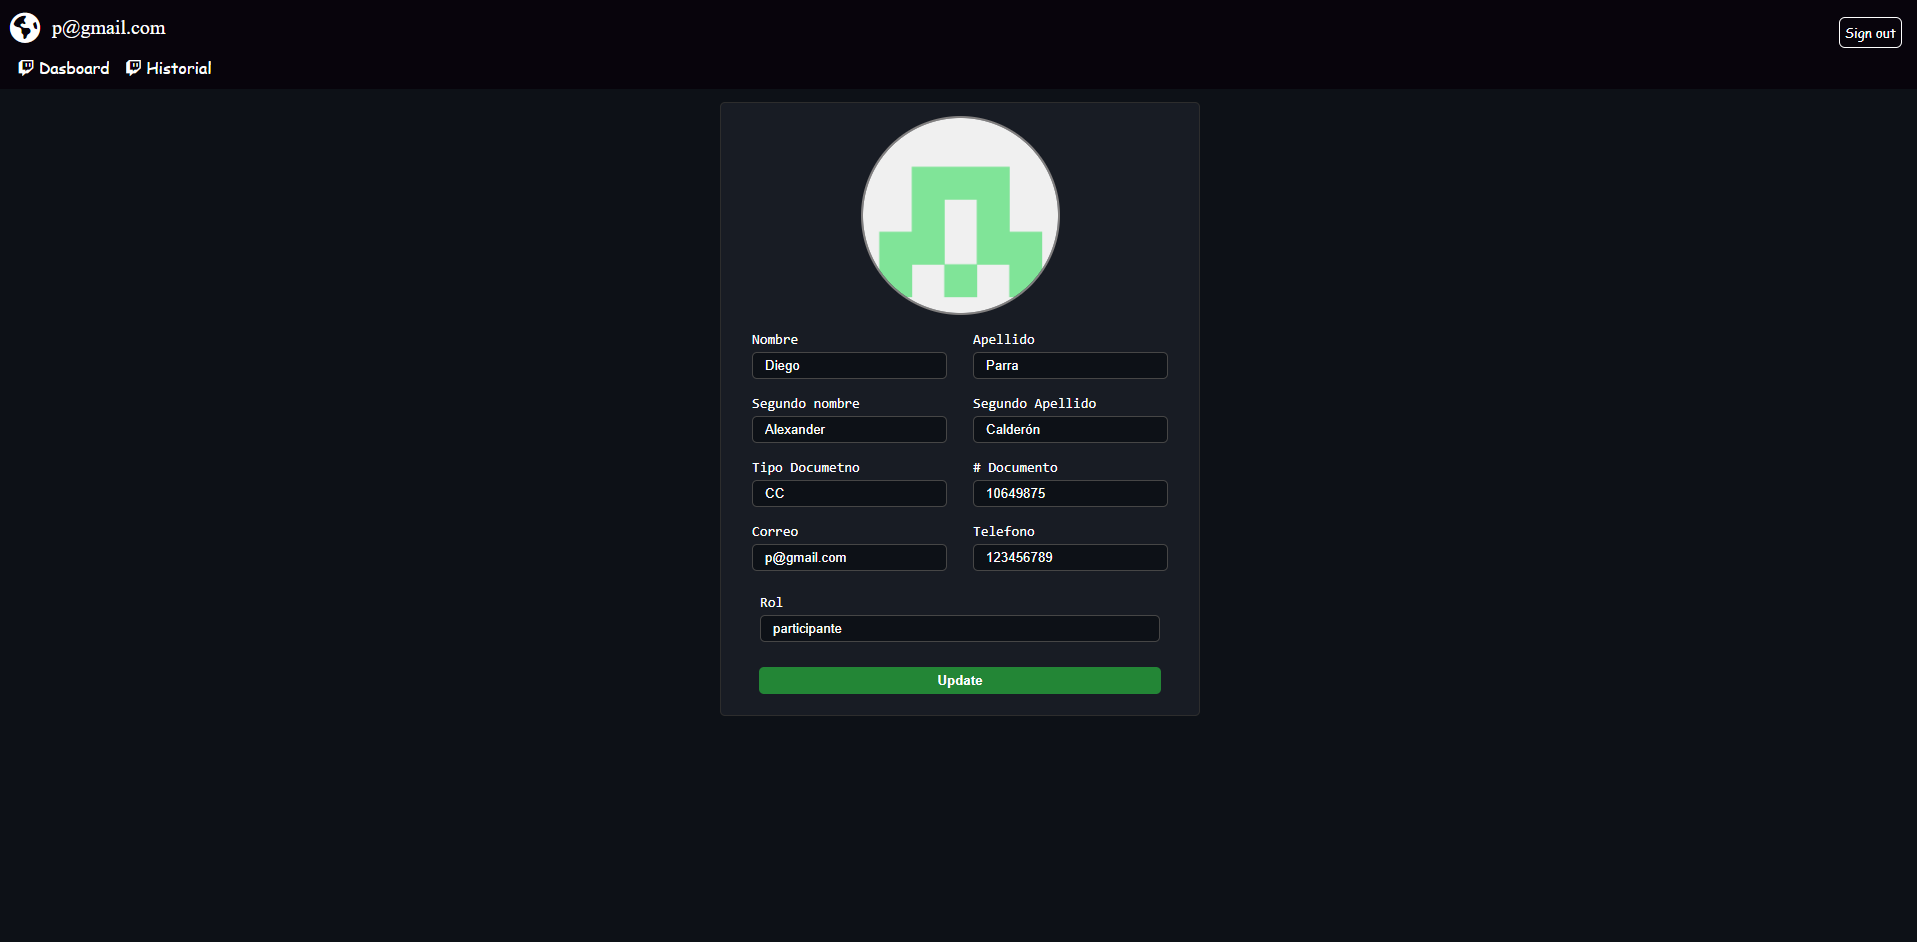 p@gmail.com
Sign out
Dasboard Historial
Nombre Apellido
Diego Parra
Segundo nombre Segundo Apellido
Alexander Calderón
Tipo Documetno # Documento
CC 10649875
Correo Telefono
p@gmail.com 123456789
Rol
participante
Update